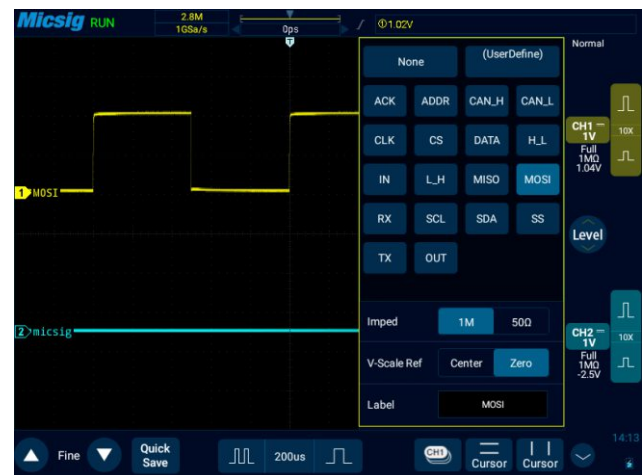 Micsig RUN 2.8M 1GSa/s 0ps ①1.02V
T
Normal
None (UserDefine)
ACK ADDR CAN_H CAN_L
CLK CS DATA H_L
IN L_H MISO MOSI
RX SCL SDA SS
TX OUT
CH1
1V
10X
Full
1MΩ
1.04V
1 MOSI
Level
Imped 1M 50Ω
2 micsig
CH2
1V
10X
Full
1MΩ
-2.5V
V-Scale Ref Center Zero
Label MOSI
14:13
Fine Quick Save 200us CH1 Cursor Cursor